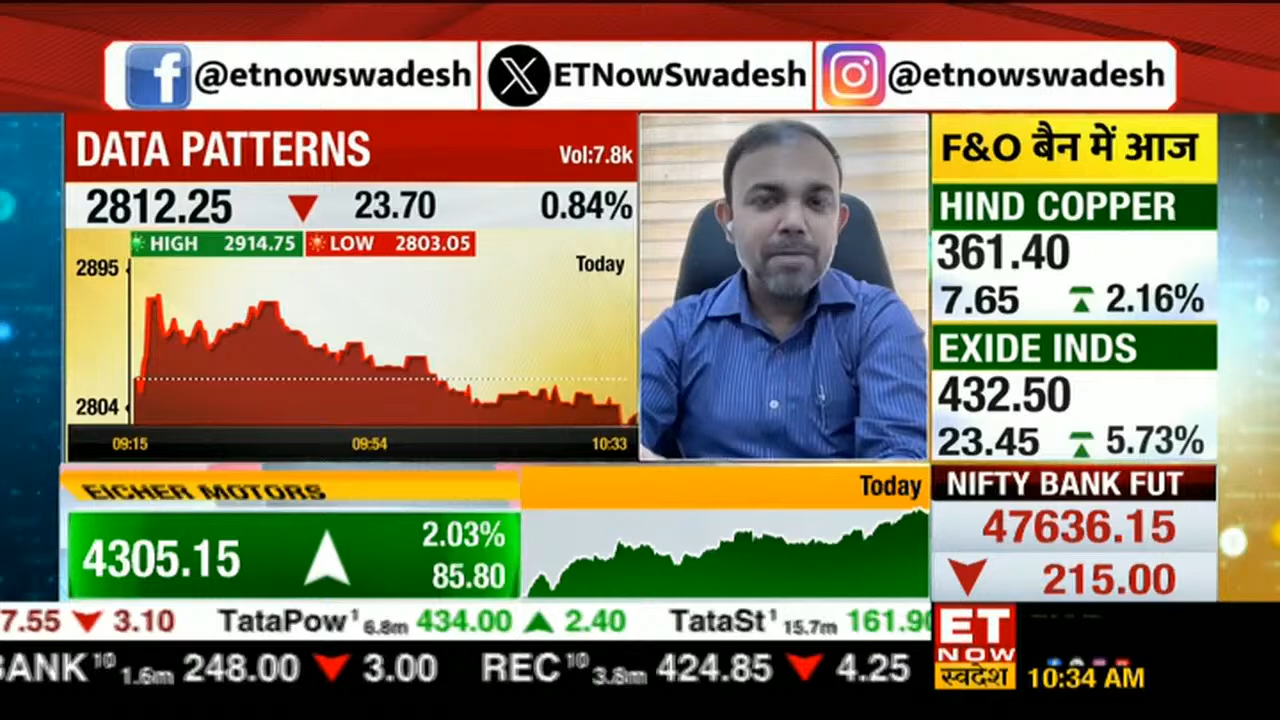 @etnowswadesh
ETNowSwadesh
@etnowswadesh
DATA PATTERNS
Vol:7.8k
2812.25 ▼ 23.70 0.84%
HIGH 2914.75 LOW 2803.05
Today
2895
2804
09:15 09:54 10:33
F&O बैन में आज
HIND COPPER
361.40
7.65 2.16%
EXIDE INDS
432.50
23.45 5.73%
EICHER MOTORS
Today
4305.15
2.03%
85.80
NIFTY BANK FUT
47636.15
215.00
7.55 ▼ 3.10 TataPow¹ 6.8m 434.00 ▲ 2.40 TataSt¹ 15.7m 161.90
BANK¹⁰ 1.6m 248.00 ▼ 3.00 REC¹⁰ 3.8m 424.85 ▼ 4.25
ET
NOW
स्वदेश
10:34 AM